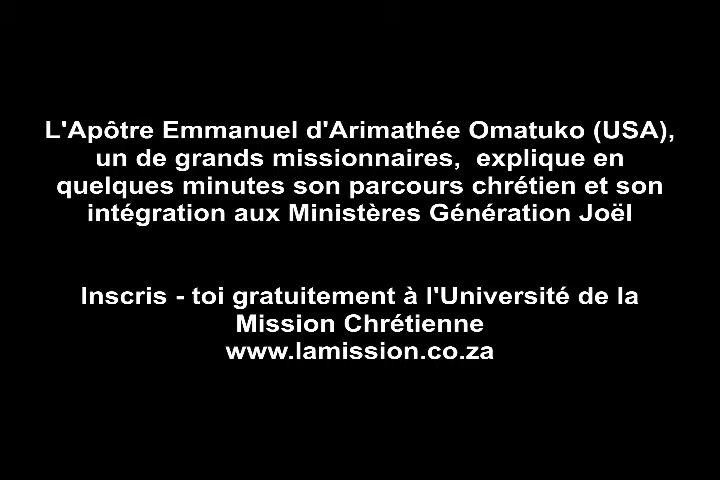 L'Apôtre Emmanuel d'Arimathée Omatuko (USA),
un de grands missionnaires,  explique en
quelques minutes son parcours chrétien et son
intégration aux Ministères Génération Joël
Inscris - toi gratuitement à l'Université de la
Mission Chrétienne
www.lamission.co.za